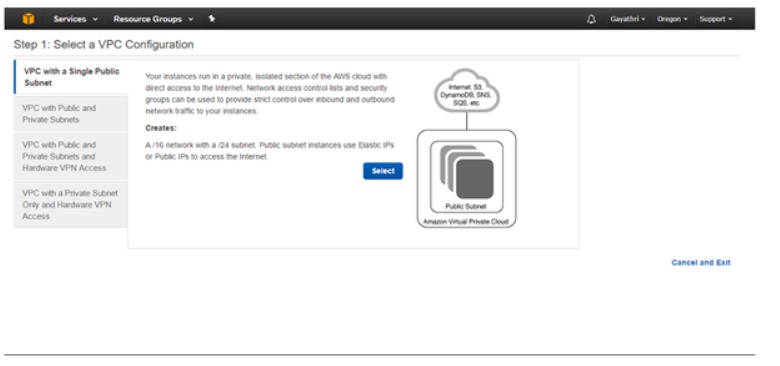 Services Resource Groups Gayathri Oregon Support
Step 1: Select a VPC Configuration
VPC with a Single Public
Subnet
VPC with Public and
Private Subnets
VPC with Public and
Private Subnets and
Hardware VPN Access
VPC with a Private Subnet
Only and Hardware VPN
Access
Your instances run in a private, isolated section of the AWS cloud with
direct access to the Internet. Network access control lists and security
groups can be used to provide strict control over inbound and outbound
network traffic to your instances.
Creates:
A /16 network with a /24 subnet. Public subnet instances use Elastic IPs
or Public IPs to access the Internet.
Select
Internet, S3,
DynamoDB, SNS,
SQS, etc.
Public Subnet
Amazon Virtual Private Cloud
Cancel and Exit